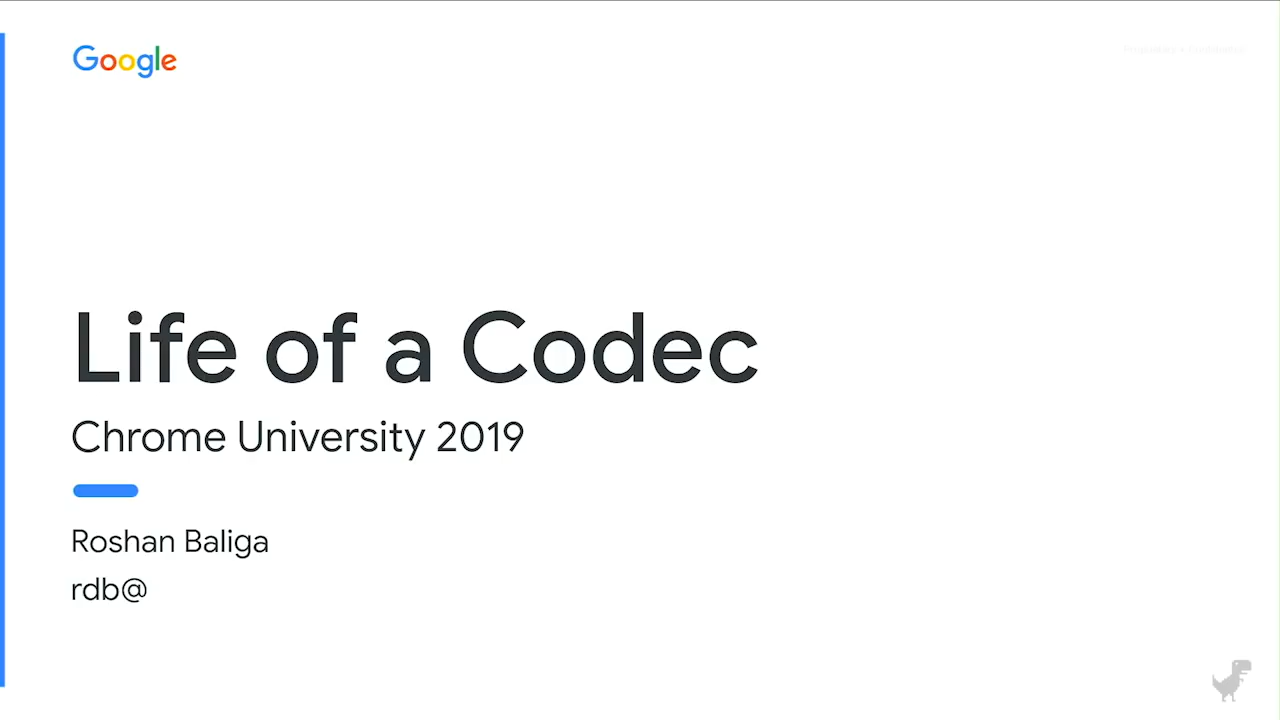 Google
Life of a Codec
Chrome University 2019
Roshan Baliga
rdb@